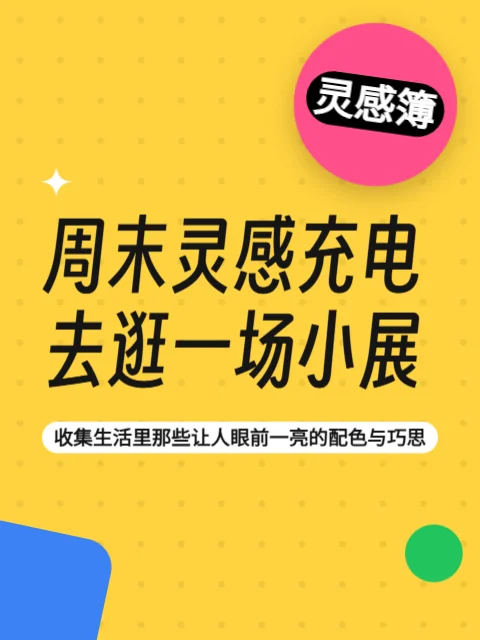 灵感簿
周末灵感充电
去逛一场小展
收集生活里那些让人眼前一亮的配色与巧思